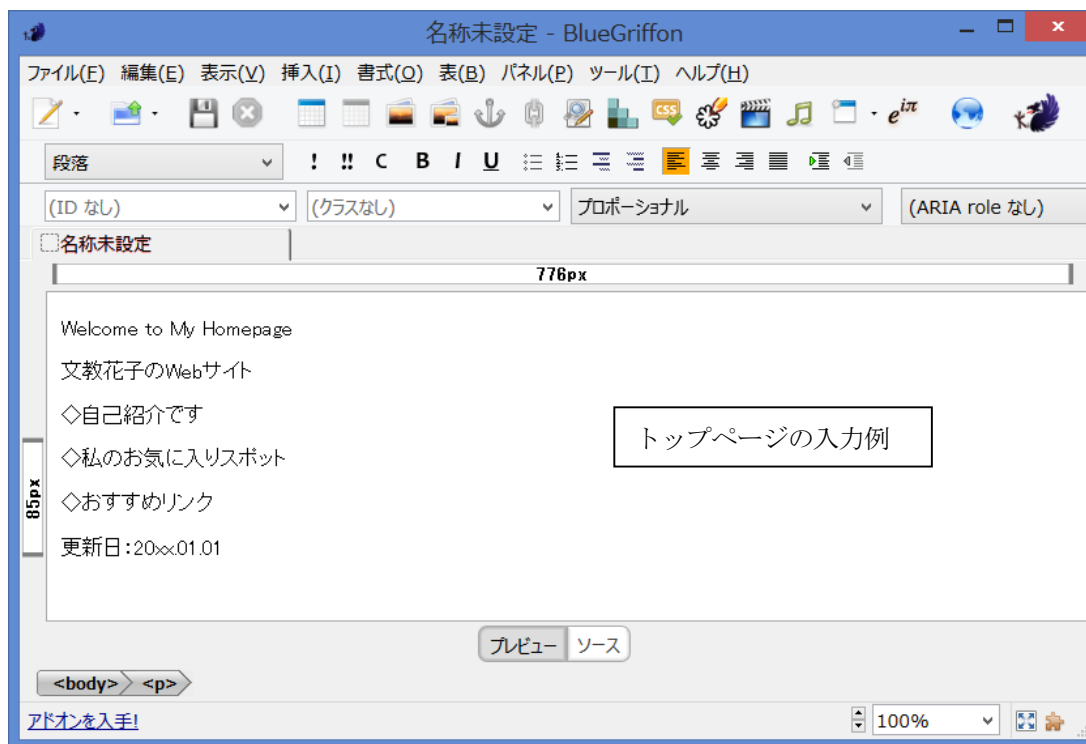 名称未設定 - BlueGriffon
ファイル(F) 編集(E) 表示(V) 挿入(I) 書式(O) 表(B) パネル(P) ツール(T) ヘルプ(H)
CSS e^iπ
段落 ! !! C B I U
(ID なし) (クラスなし) プロポーショナル (ARIA role なし)
名称未設定
776px
Welcome to My Homepage
文教花子のWebサイト
◇自己紹介です
トップページの入力例
◇私のお気に入りスポット
◇おすすめリンク
85px
更新日：20xx.01.01
プレビュー ソース
<body> <p>
アドオンを入手! 100%